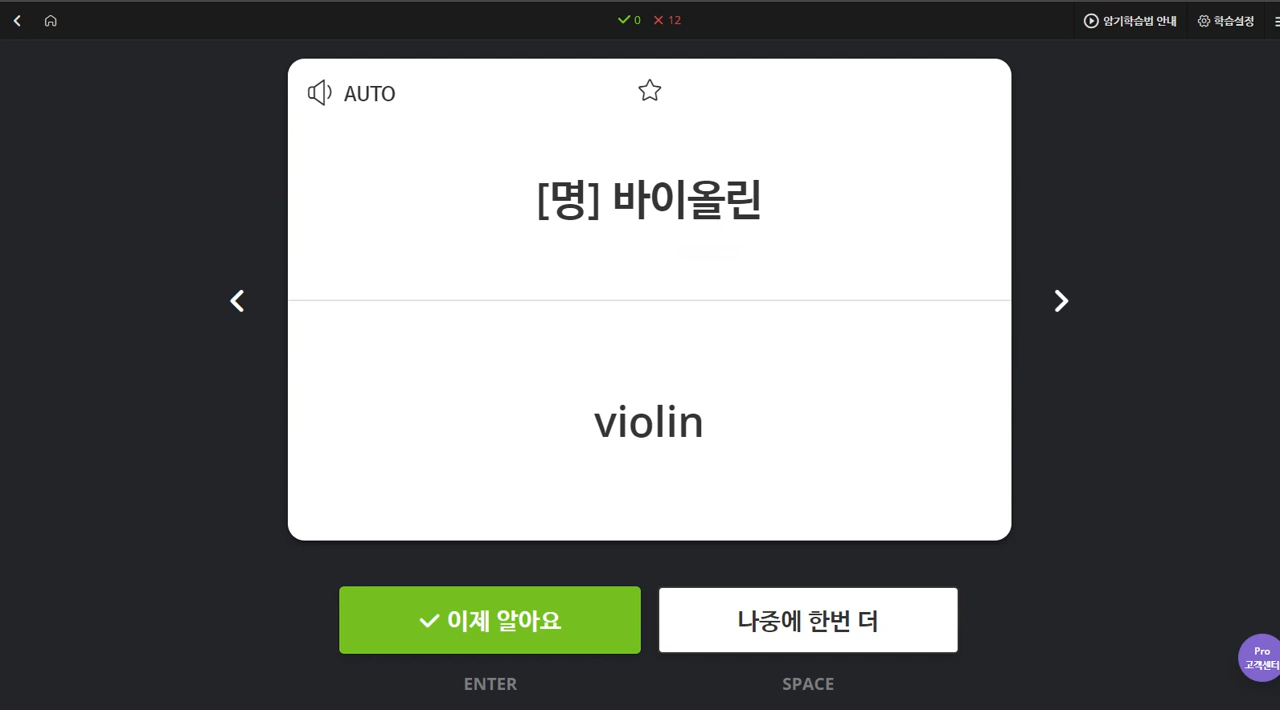 0 12 암기학습법 안내 학습설정
AUTO
[명] 바이올린
violin
이제 알아요 나중에 한번 더
ENTER SPACE
Pro
고객센터